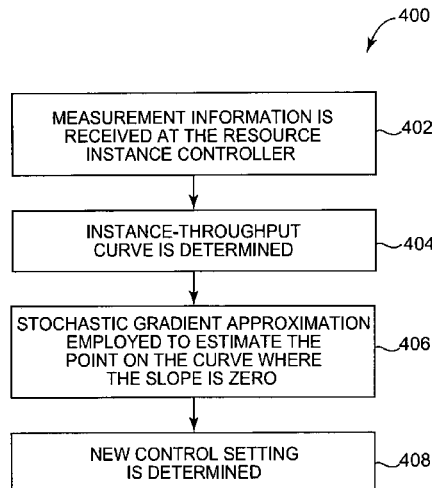 400
MEASUREMENT INFORMATION IS
RECEIVED AT THE RESOURCE
INSTANCE CONTROLLER
402
INSTANCE-THROUGHPUT
CURVE IS DETERMINED
404
STOCHASTIC GRADIENT APPROXIMATION
EMPLOYED TO ESTIMATE THE
POINT ON THE CURVE WHERE
THE SLOPE IS ZERO
406
NEW CONTROL SETTING
IS DETERMINED
408